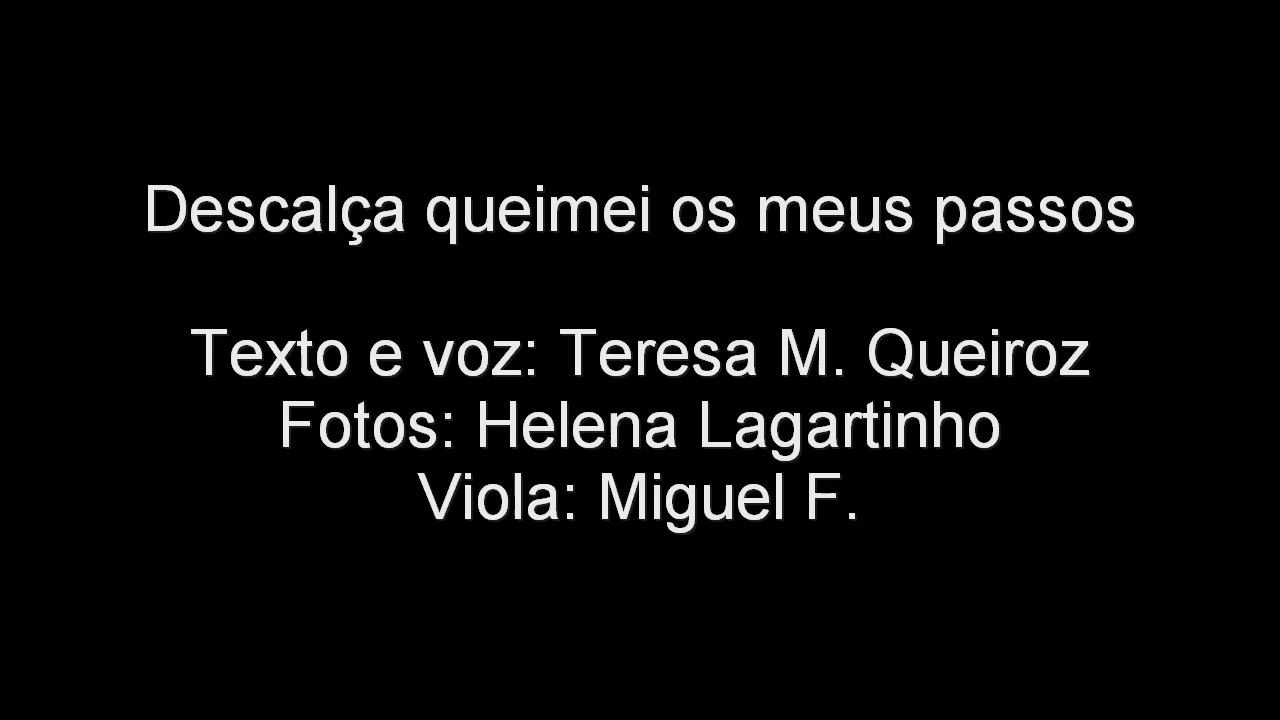 Descalça queimei os meus passos
Texto e voz: Teresa M. Queiroz
Fotos: Helena Lagartinho
Viola: Miguel F.